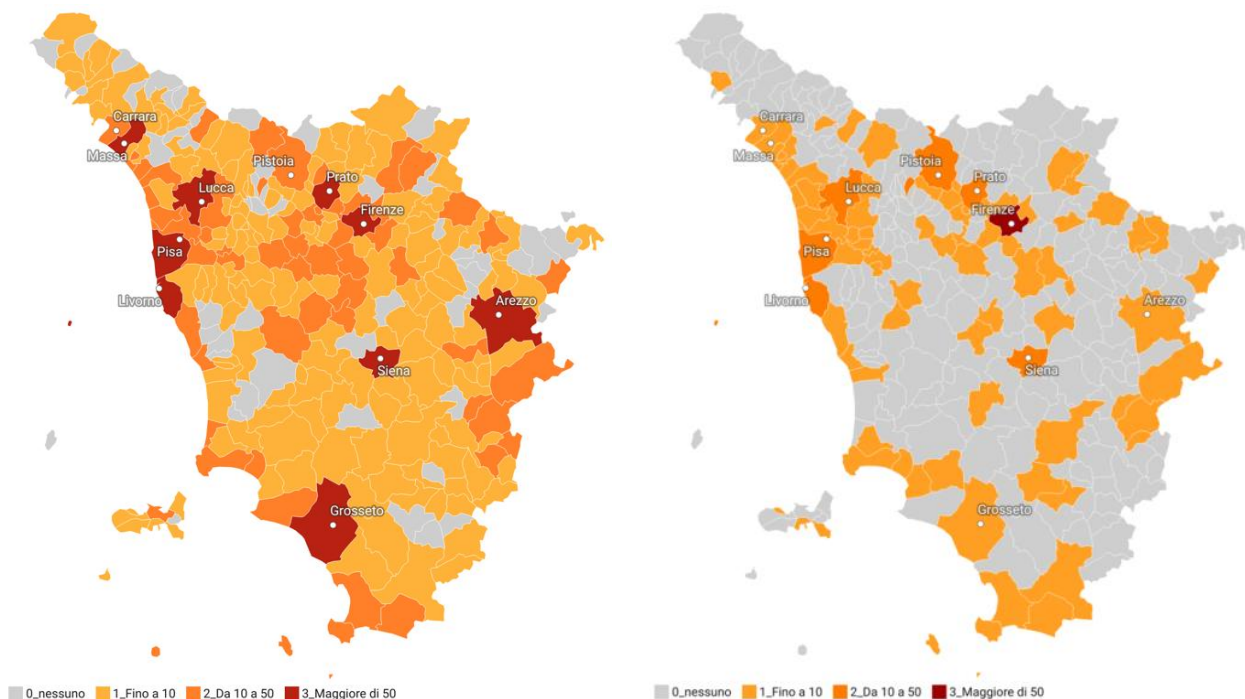 Carrara
Massa
Pistoia
Prato
Lucca
Firenze
Pisa
Livorno
Arezzo
Siena
Grosseto
0_nessuno 1_Fino a 10 2_Da 10 a 50 3_Maggiore di 50
Carrara
Massa
Pistoia
Prato
Lucca
Firenze
Pisa
Livorno
Arezzo
Siena
Grosseto
0_nessuno 1_Fino a 10 2_Da 10 a 50 3_Maggiore di 50